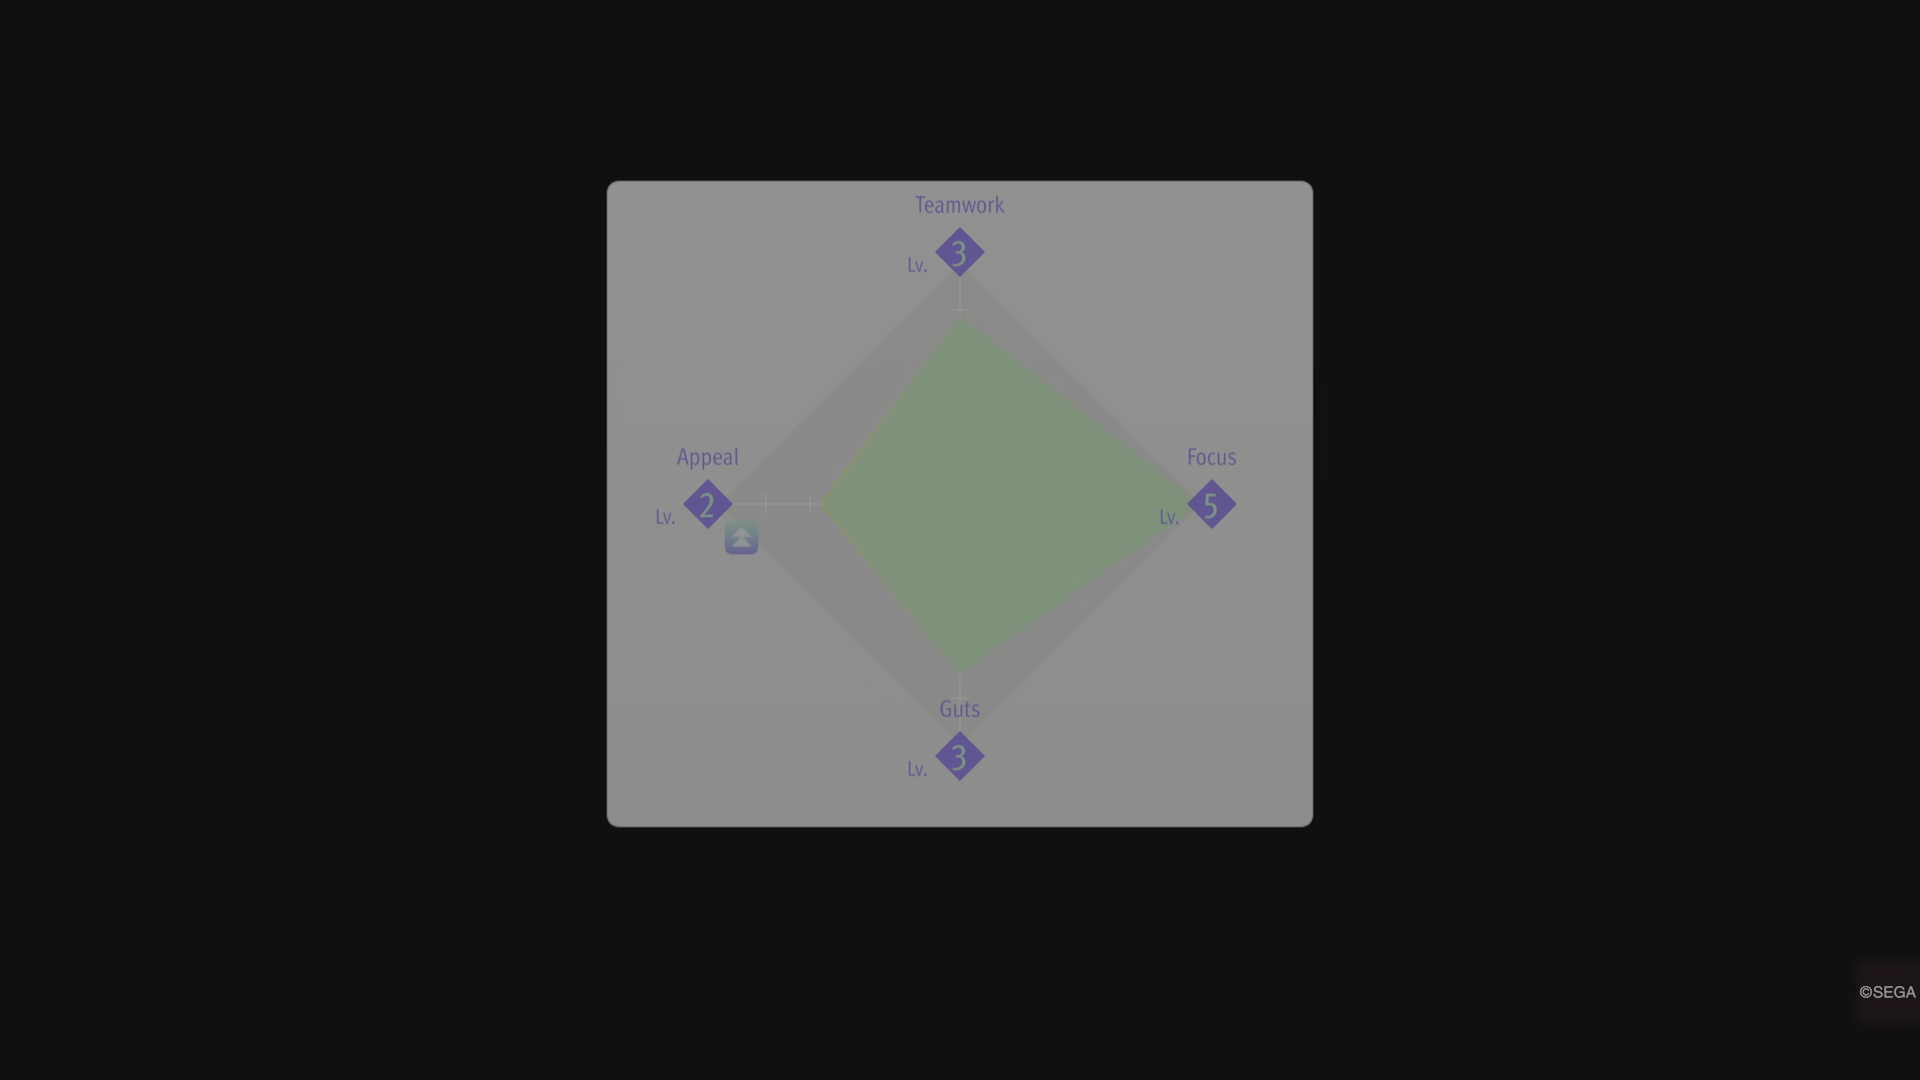 Teamwork
Lv. 3
Appeal
Lv. 2
Focus
Lv. 5
Guts
Lv. 3
©SEGA